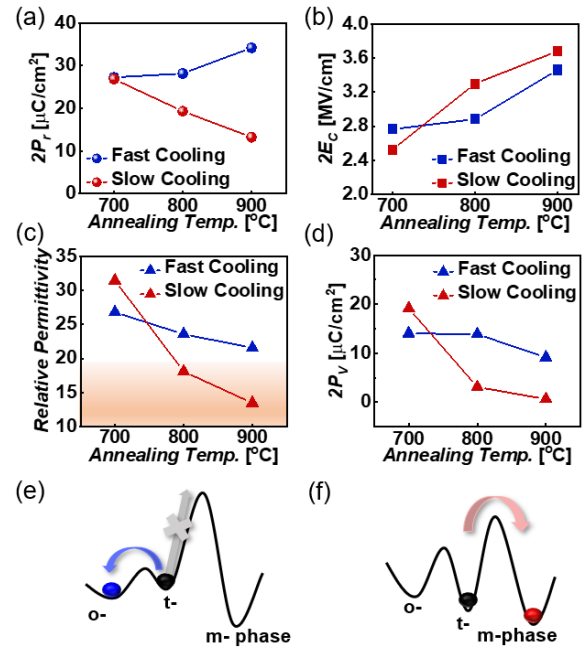 (a)
40
30
20
10
0
2Pr [μC/cm²]
Fast Cooling
Slow Cooling
700 800 900
Annealing Temp. [°C]
(b)
4.0
3.6
3.2
2.8
2.4
2.0
2EC [MV/cm]
Fast Cooling
Slow Cooling
700 800 900
Annealing Temp. [°C]
(c)
35
30
25
20
15
10
Relative Permittivity
Fast Cooling
Slow Cooling
700 800 900
Annealing Temp. [°C]
(d)
30
20
10
0
2PV [μC/cm²]
Fast Cooling
Slow Cooling
700 800 900
Annealing Temp. [°C]
(e)
o-
t-
m- phase
(f)
o-
t-
m-phase